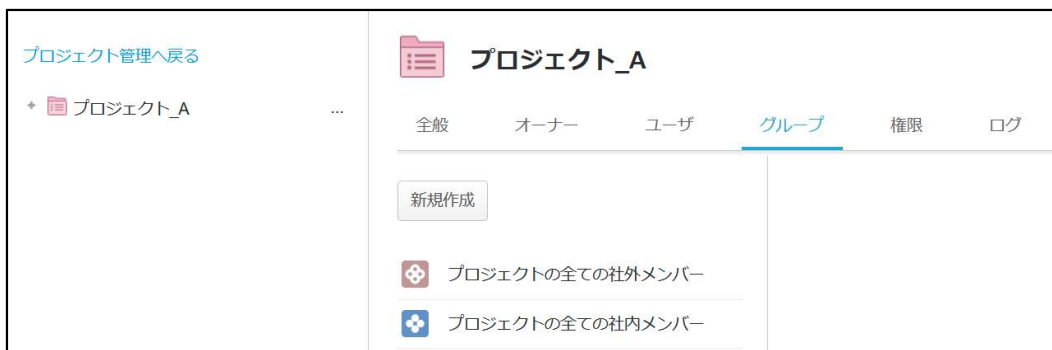 プロジェクト管理へ戻る
プロジェクト_A
...
プロジェクト_A
全般 オーナー ユーザ グループ 権限 ログ
新規作成
プロジェクトの全ての社外メンバー
プロジェクトの全ての社内メンバー